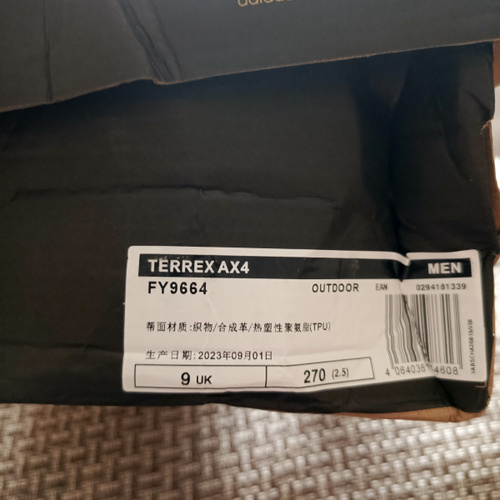 adidas
TERREX AX4 MEN
FY9664 OUTDOOR EAN 0294181339
帮面材质:织物/合成革/热塑性聚氨酯(TPU)
生产日期:2023年09月01日
9 UK 270 (2.5)